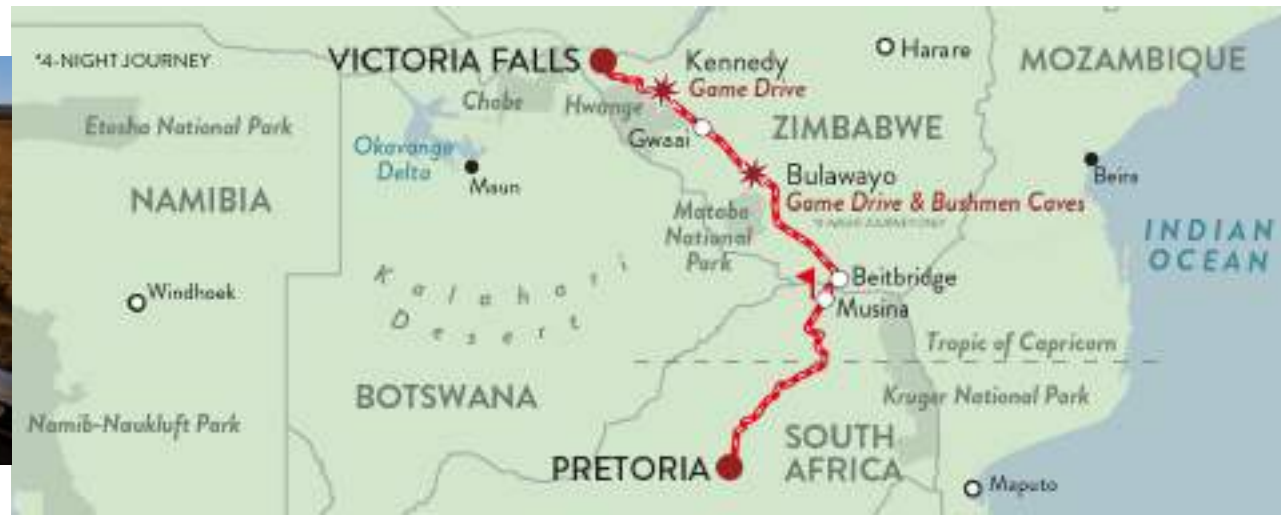 *4-NIGHT JOURNEY
VICTORIA FALLS
Kennedy
Game Drive
Harare
MOZAMBIQUE
Chobe
Hwange
Etosha National Park
Gwaai
ZIMBABWE
Okavango
Delta
Maun
Beira
NAMIBIA
Bulawayo
Game Drive & Bushmen Caves
Matobo
National
Park
INDIAN
OCEAN
Kalahari
Desert
Windhoek
Beitbridge
Musina
Tropic of Capricorn
BOTSWANA
Kruger National Park
Namib-Naukluft Park
SOUTH
AFRICA
PRETORIA
Maputo